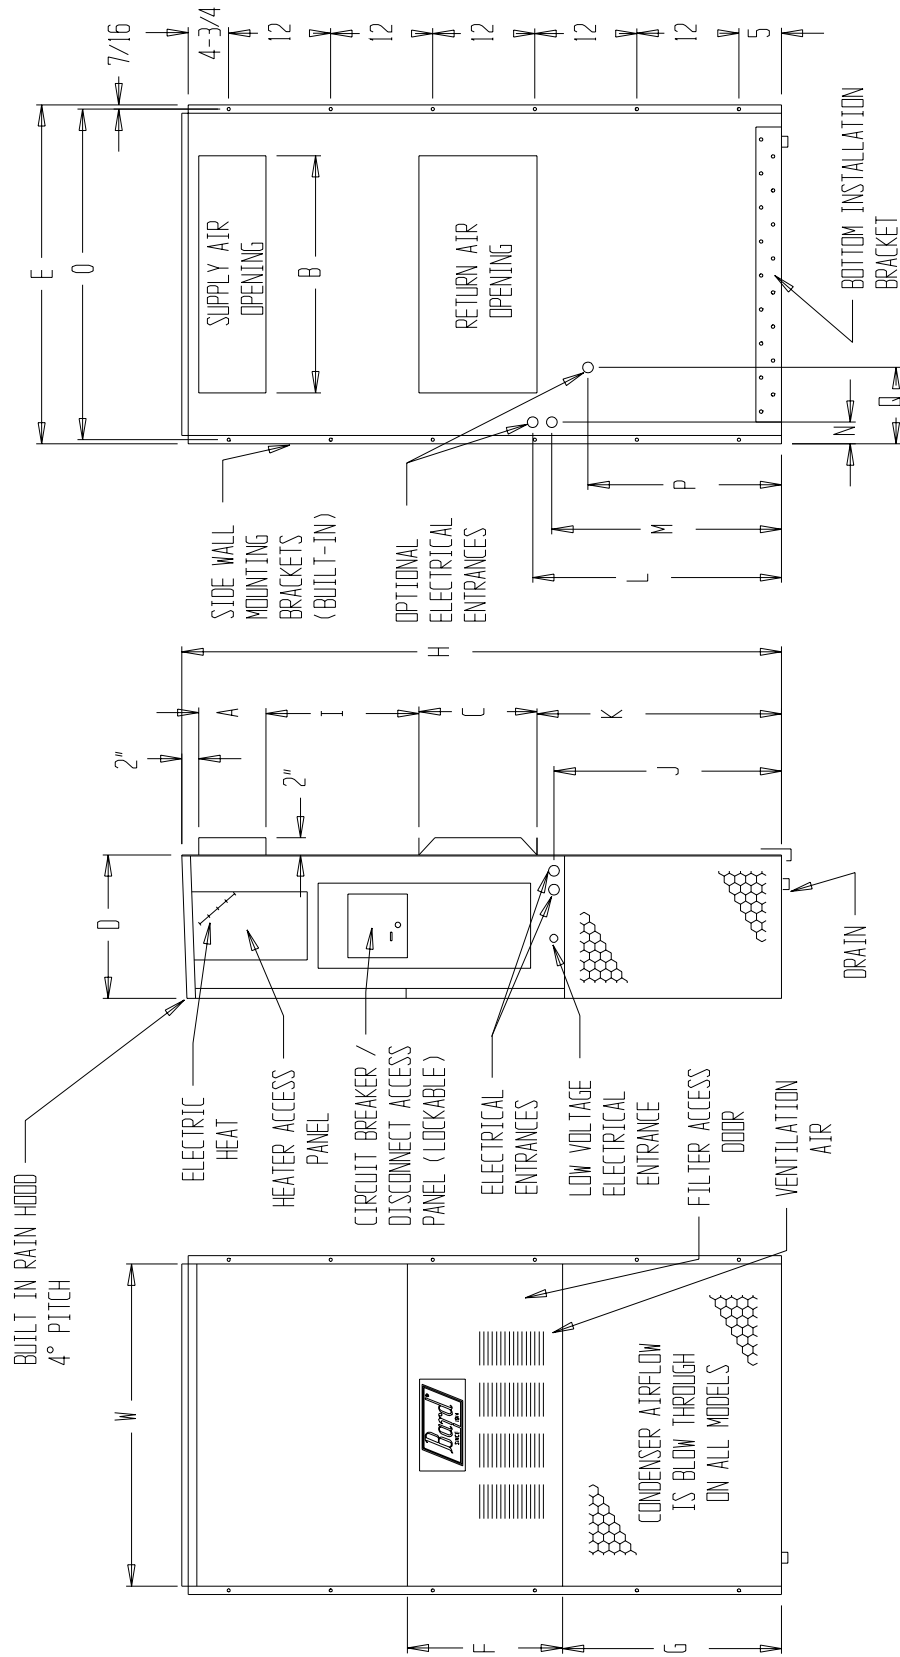 BUILT IN RAIN HOOD
4° PITCH
W
F
G
Bard
SINCE 1914
CONDENSER AIRFLOW
IS BLOW THROUGH
ON ALL MODELS
ELECTRIC
HEAT
HEATER ACCESS
PANEL
CIRCUIT BREAKER /
DISCONNECT ACCESS
PANEL (LOCKABLE)
ELECTRICAL
ENTRANCES
LOW VOLTAGE
ELECTRICAL
ENTRANCE
FILTER ACCESS
DOOR
VENTILATION
AIR
D
2"
A
2"
I
C
K
J
H
DRAIN
SIDE WALL
MOUNTING
BRACKETS
(BUILT-IN)
OPTIONAL
ELECTRICAL
ENTRANCES
L
M
P
N
Q
E
O
7/16
4-3/4
12
12
12
12
12
5
SUPPLY AIR
OPENING
B
RETURN AIR
OPENING
BOTTOM INSTALLATION
BRACKET